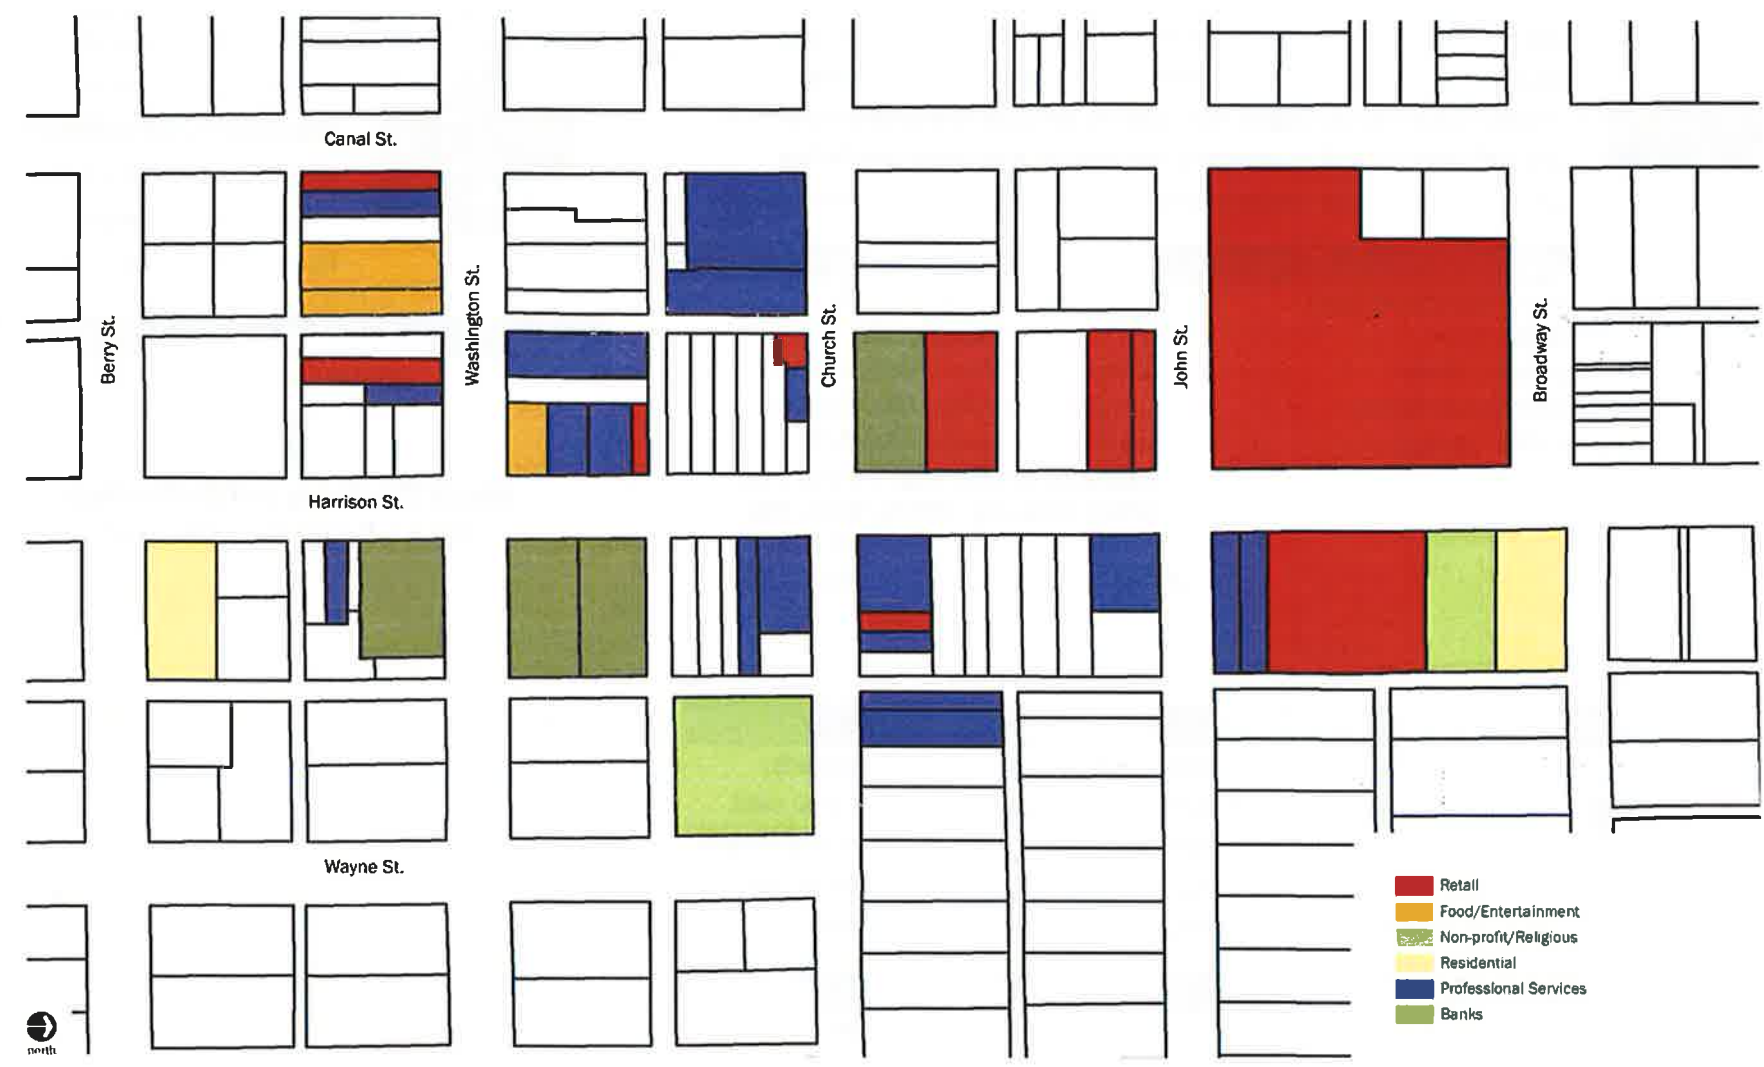 Canal St.
Berry St.
Washington St.
Church St.
John St.
Broadway St.
Harrison St.
Wayne St.
Retail
Food/Entertainment
Non-profit/Religious
Residential
Professional Services
Banks
north